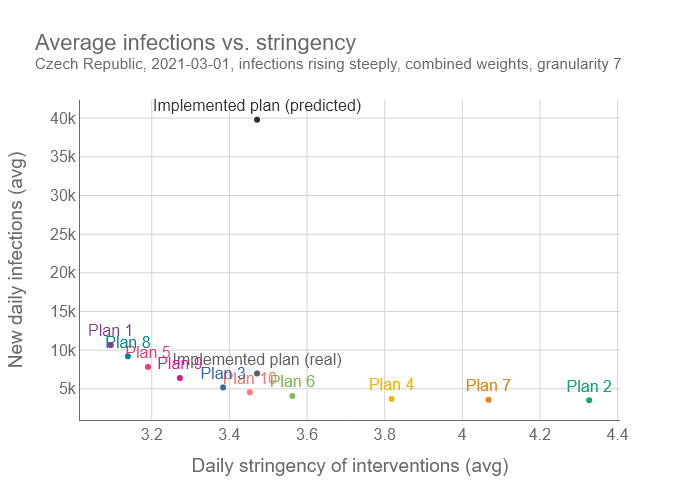 Average infections vs. stringency
Czech Republic, 2021-03-01, infections rising steeply, combined weights, granularity 7
New daily infections (avg)
40k
35k
30k
25k
20k
15k
10k
5k
Implemented plan (predicted)
Plan 1
Plan 8
Plan 5
Plan 9
Implemented plan (real)
Plan 3
Plan 10
Plan 6
Plan 4
Plan 7
Plan 2
3.2
3.4
3.6
3.8
4
4.2
4.4
Daily stringency of interventions (avg)